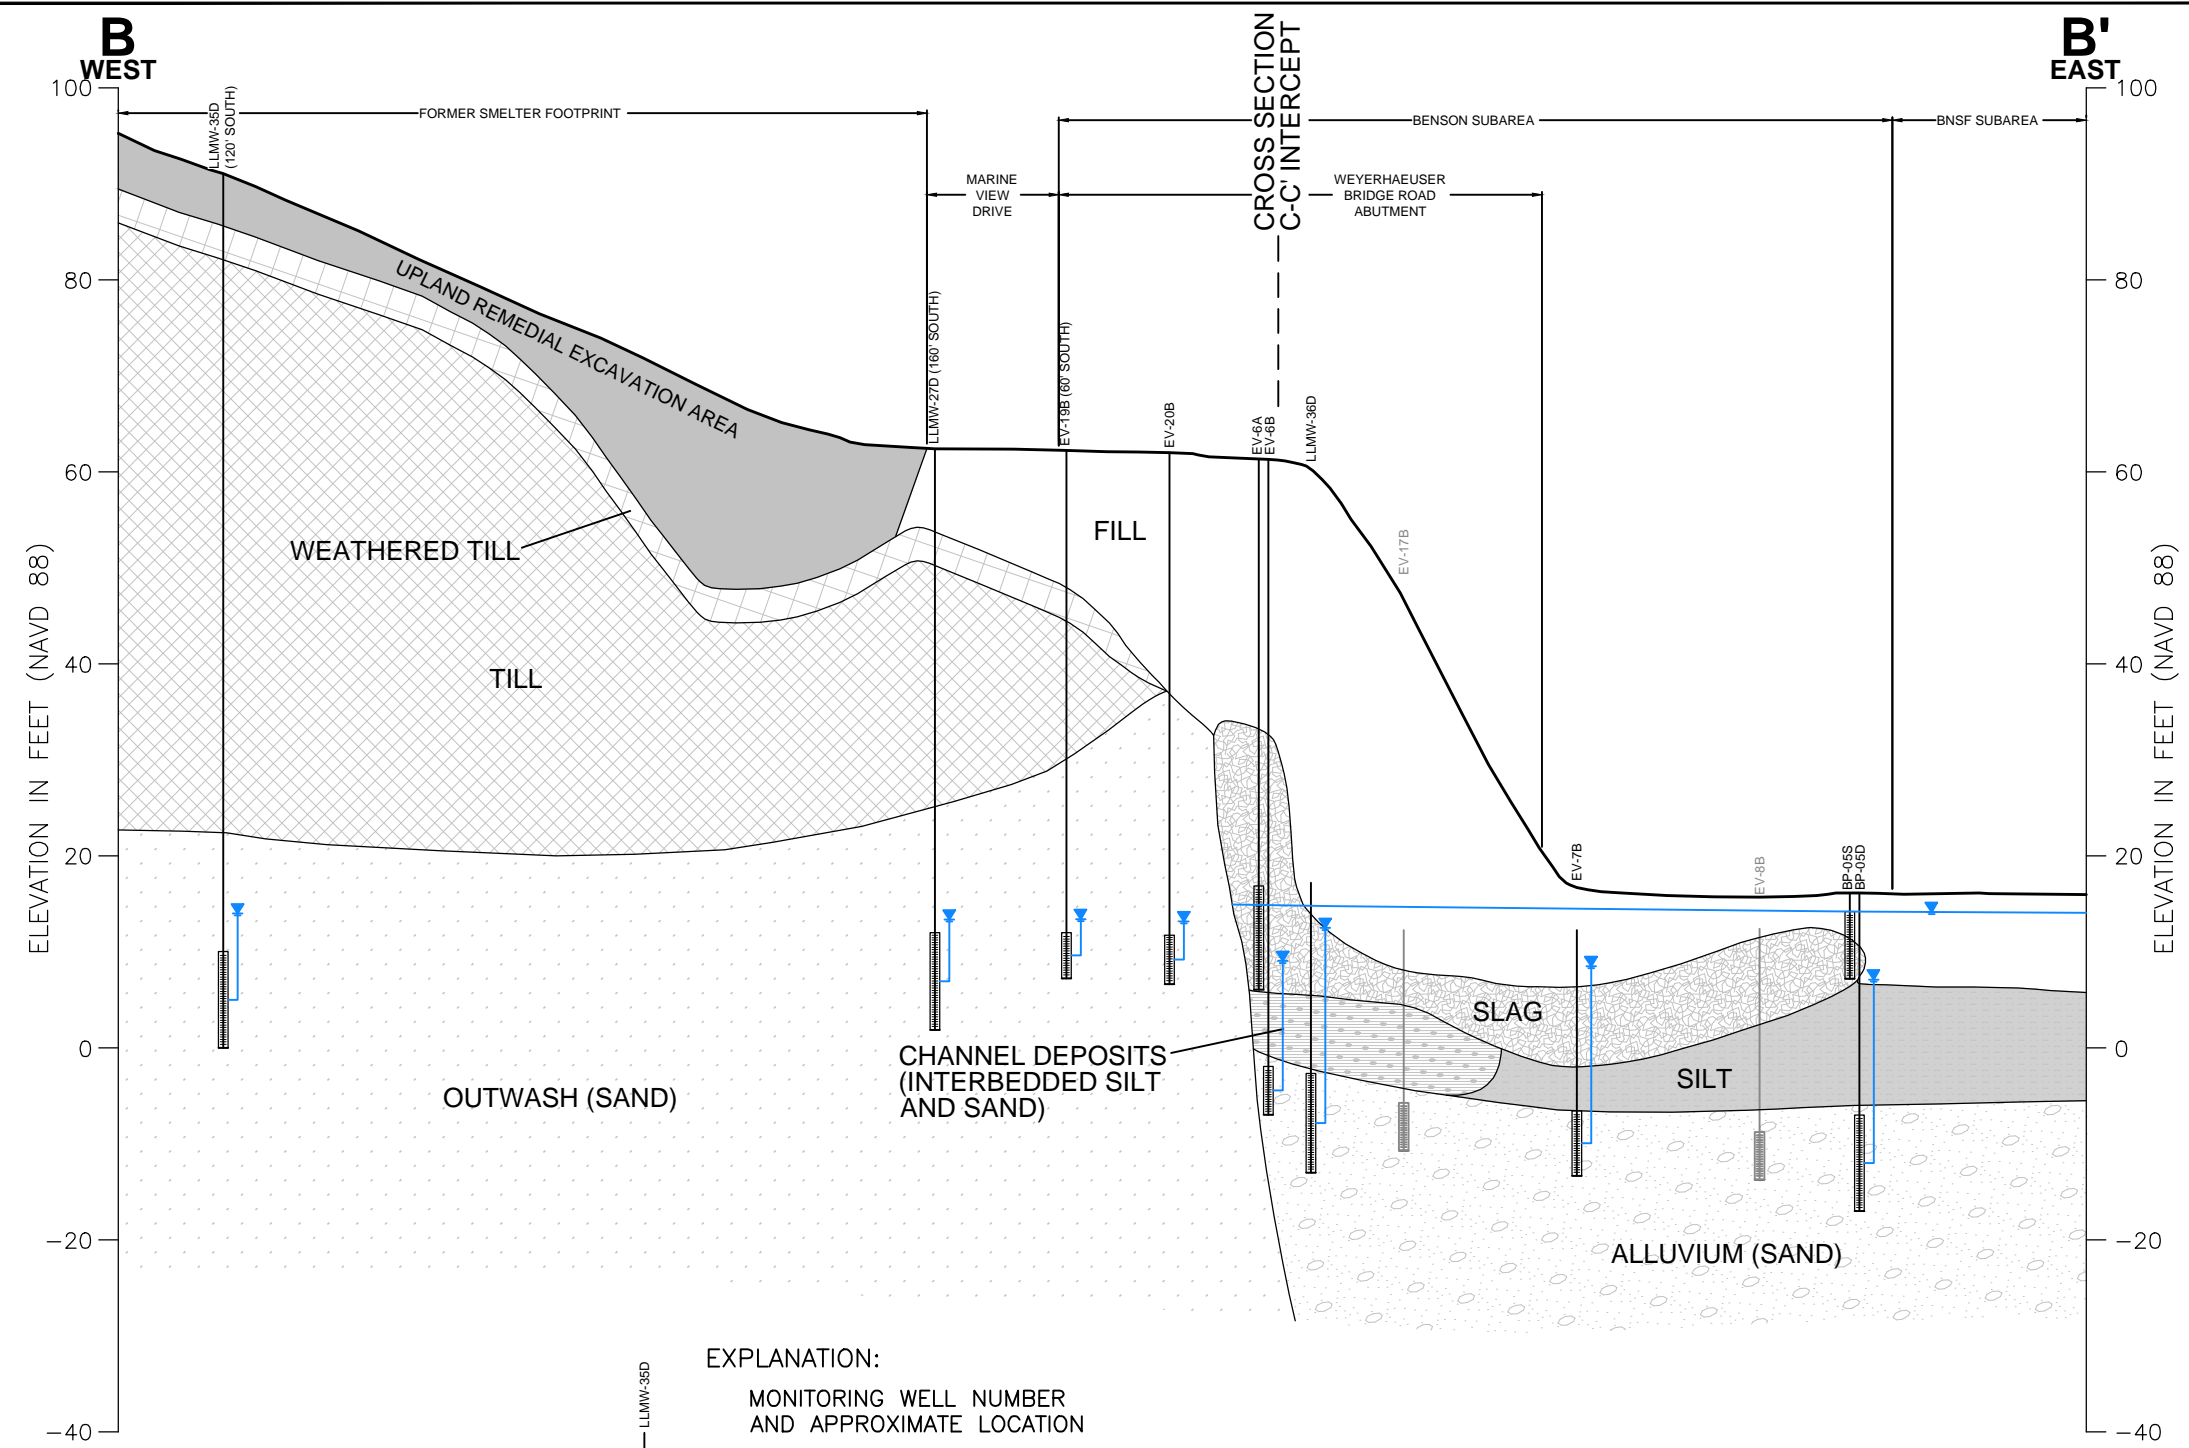 B
WEST
B'
EAST
CROSS SECTION
C-C' INTERCEPT
100
80
60
40
20
0
−20
−40
ELEVATION IN FEET (NAVD 88)
100
80
60
40
20
0
−20
−40
ELEVATION IN FEET (NAVD 88)
FORMER SMELTER FOOTPRINT
BENSON SUBAREA
BNSF SUBAREA
MARINE
VIEW
DRIVE
WEYERHAEUSER
BRIDGE ROAD
ABUTMENT
LLMW-35D
(120' SOUTH)
LLMW-27D (160' SOUTH)
EV-19B (60' SOUTH)
EV-20B
EV-6A
EV-6B
LLMW-36D
EV-17B
EV-7B
EV-8B
BP-05S
BP-05D
UPLAND REMEDIAL EXCAVATION AREA
WEATHERED TILL
FILL
TILL
SLAG
CHANNEL DEPOSITS
(INTERBEDDED SILT
AND SAND)
SILT
OUTWASH (SAND)
ALLUVIUM (SAND)
EXPLANATION:
LLMW-35D
MONITORING WELL NUMBER
AND APPROXIMATE LOCATION